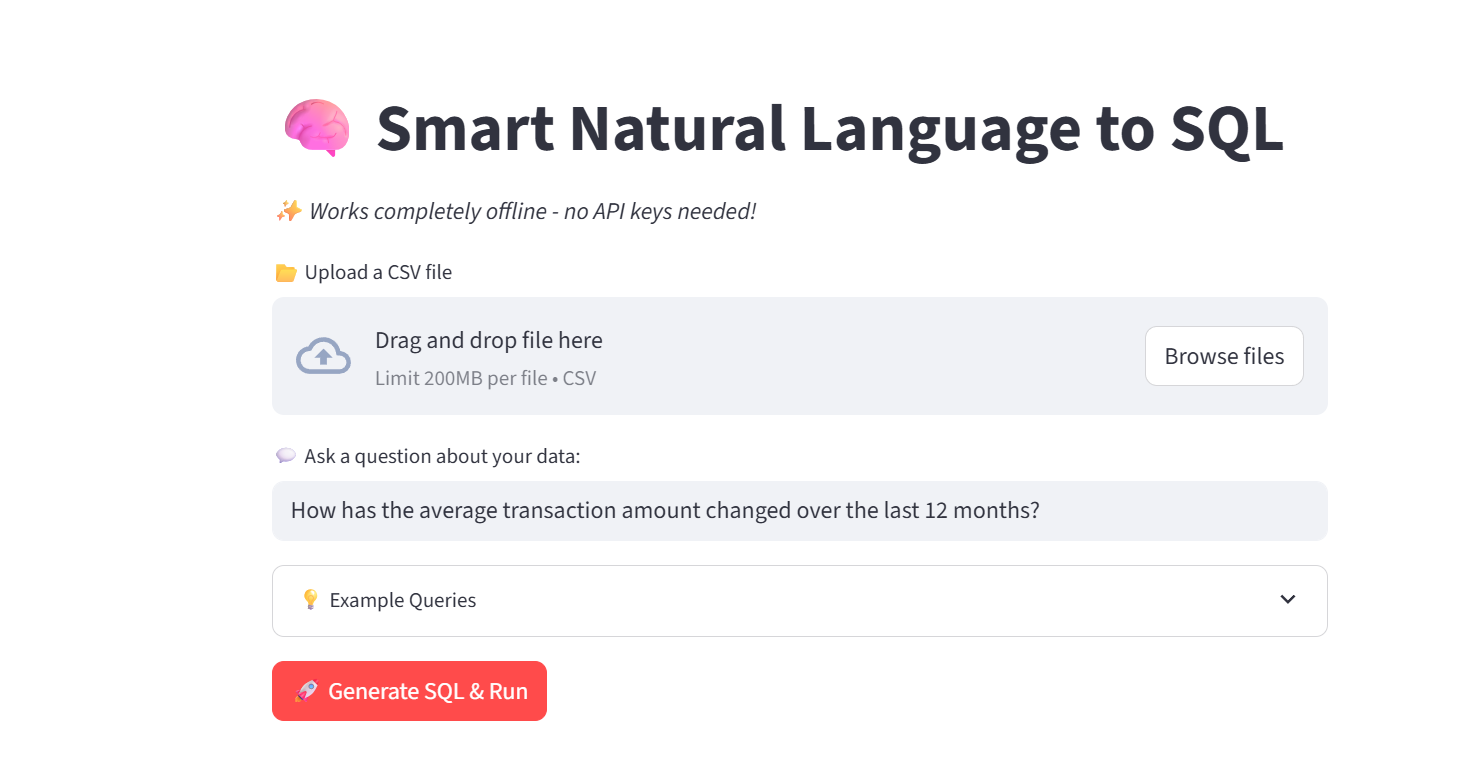 Smart Natural Language to SQL
Works completely offline - no API keys needed!
Upload a CSV file
Drag and drop file here
Limit 200MB per file • CSV
Browse files
Ask a question about your data:
How has the average transaction amount changed over the last 12 months?
Example Queries
Generate SQL & Run